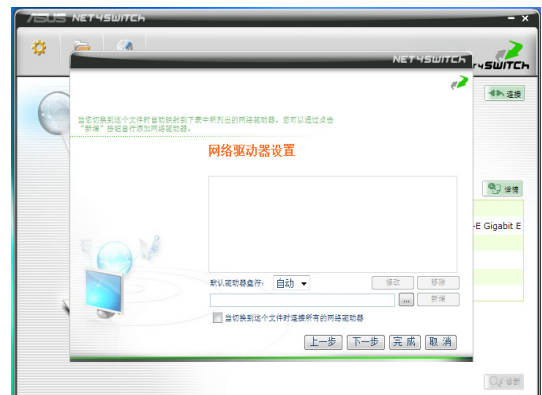 ASUS NET4SWITCH
NET4SWITCH
连接
当您切换到这个文件时自动映射到下表中所列出的网络驱动器。您可以通过点击
“新增”按钮自行添加网络驱动器。
网络驱动器设置
-E Gigabit E
默认驱动器盘符: 自动
修改 移除
... 新增
当切换到这个文件时连接所有的网络驱动器
上一步 下一步 完成 取消
诊断